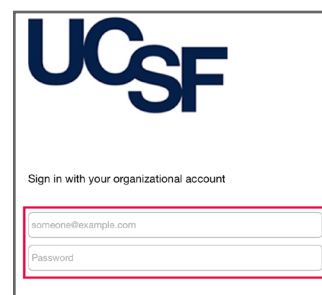 UCSF
Sign in with your organizational account
someone@example.com
Password